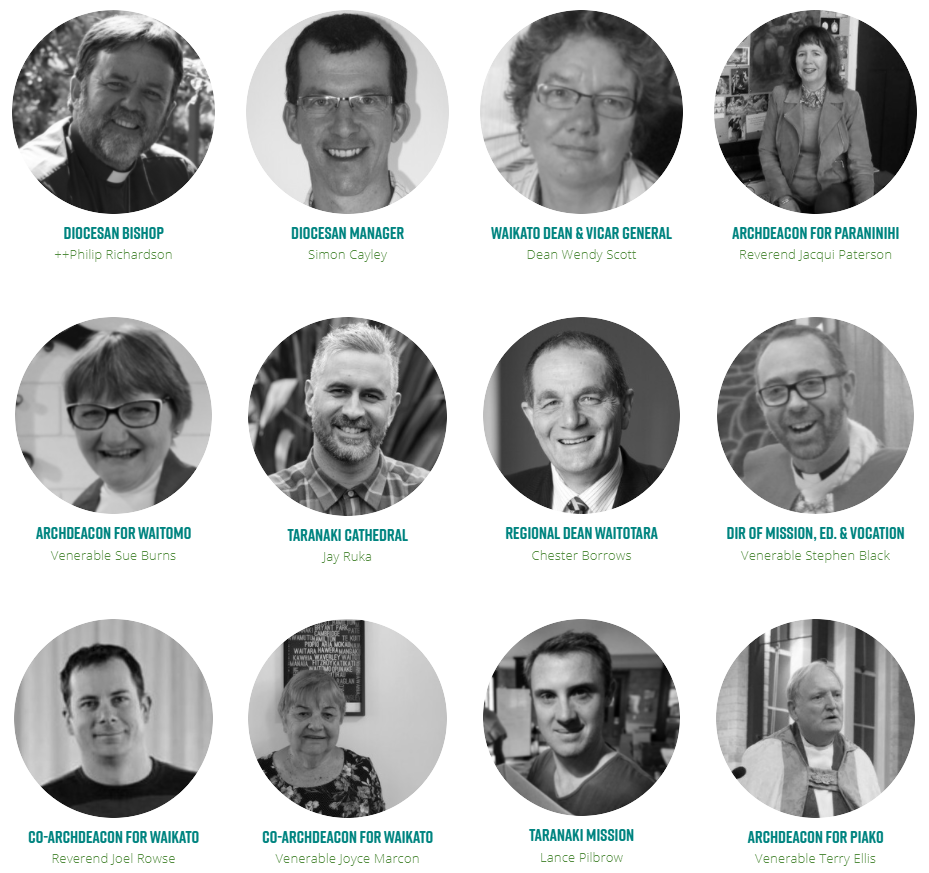 DIOCESAN BISHOP
++Philip Richardson
DIOCESAN MANAGER
Simon Cayley
WAIKATO DEAN & VICAR GENERAL
Dean Wendy Scott
ARCHDEACON FOR PARANINIHI
Reverend Jacqui Paterson
ARCHDEACON FOR WAITOMO
Venerable Sue Burns
TARANAKI CATHEDRAL
Jay Ruka
REGIONAL DEAN WAITOTARA
Chester Borrows
DIR OF MISSION, ED. & VOCATION
Venerable Stephen Black
CO-ARCHDEACON FOR WAIKATO
Reverend Joel Rowse
CO-ARCHDEACON FOR WAIKATO
Venerable Joyce Marcon
TARANAKI MISSION
Lance Pilbrow
ARCHDEACON FOR PIAKO
Venerable Terry Ellis